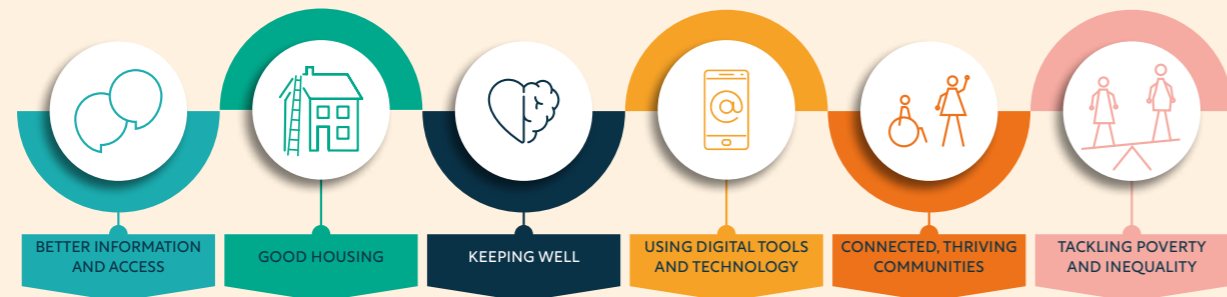 BETTER INFORMATION
AND ACCESS
GOOD HOUSING
KEEPING WELL
USING DIGITAL TOOLS
AND TECHNOLOGY
CONNECTED, THRIVING
COMMUNITIES
TACKLING POVERTY
AND INEQUALITY
@